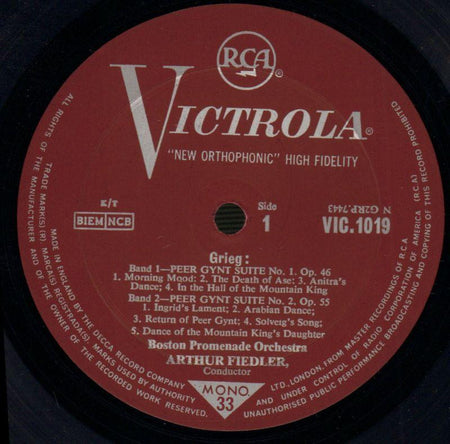 RCA
VICTROLA®
"NEW ORTHOPHONIC" HIGH FIDELITY
E/T
BIEM NCB
Side
1
N G2RP.7443
VIC.1019
Grieg:
Band 1—PEER GYNT SUITE No. 1, Op. 46
1. Morning Mood: 2. The Death of Ase: 3. Anitra's
Dance; 4. In the Hall of the Mountain King
Band 2—PEER GYNT SUITE No. 2, Op. 55
1. Ingrid's Lament; 2. Arabian Dance;
3. Return of Peer Gynt; 4. Solveig's Song;
5. Dance of the Mountain King's Daughter
Boston Promenade Orchestra
ARTHUR FIEDLER,
Conductor
MONO
33
TRADE MARK(S) (R) MARCA(S) REGISTRADA(S)
MADE IN ENGLAND BY THE DECCA RECORD COMPANY LTD., LONDON, FROM MASTER RECORDINGS OF R C A
MARKS USED BY AUTHORITY AND UNDER CONTROL OF RADIO CORPORATION OF AMERICA (R C A)
ALL RIGHTS OF THE MANUFACTURER AND OF THE OWNER OF THE RECORDED WORK RESERVED. UNAUTHORISED PUBLIC PERFORMANCE BROADCASTING AND COPYING OF THIS RECORD PROHIBITED